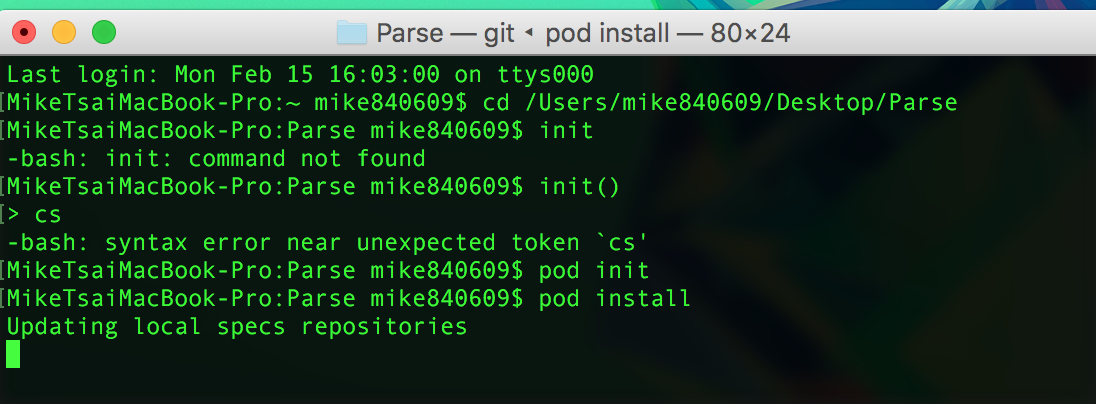 Parse — git ◂ pod install — 80×24
Last login: Mon Feb 15 16:03:00 on ttys000
[MikeTsaiMacBook-Pro:~ mike840609$ cd /Users/mike840609/Desktop/Parse
[MikeTsaiMacBook-Pro:Parse mike840609$ init
-bash: init: command not found
[MikeTsaiMacBook-Pro:Parse mike840609$ init()
[> cs
-bash: syntax error near unexpected token `cs'
[MikeTsaiMacBook-Pro:Parse mike840609$ pod init
[MikeTsaiMacBook-Pro:Parse mike840609$ pod install
Updating local specs repositories